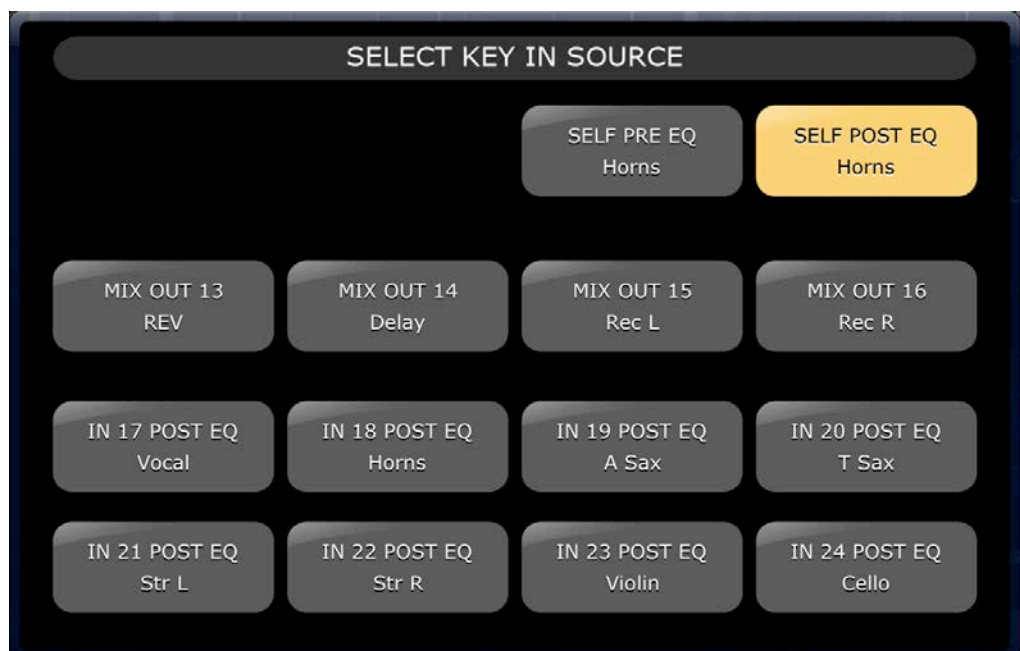 SELECT KEY IN SOURCE
SELF PRE EQ
Horns
SELF POST EQ
Horns
MIX OUT 13
REV
MIX OUT 14
Delay
MIX OUT 15
Rec L
MIX OUT 16
Rec R
IN 17 POST EQ
Vocal
IN 18 POST EQ
Horns
IN 19 POST EQ
A Sax
IN 20 POST EQ
T Sax
IN 21 POST EQ
Str L
IN 22 POST EQ
Str R
IN 23 POST EQ
Violin
IN 24 POST EQ
Cello